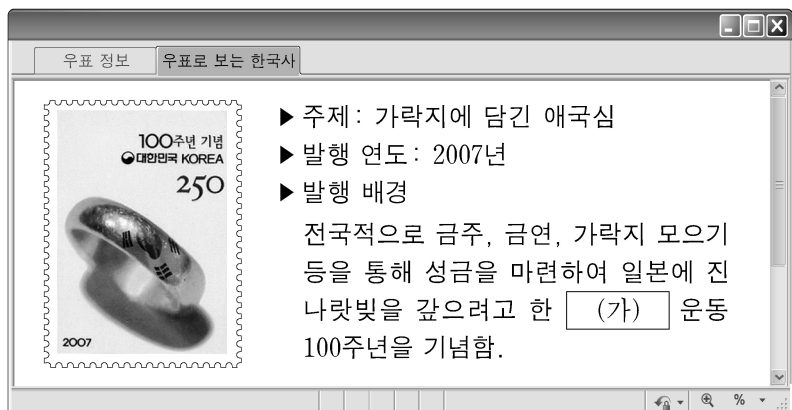 우표 정보
우표로 보는 한국사
100주년 기념
대한민국 KOREA
250
2007
▶주제: 가락지에 담긴 애국심
▶발행 연도: 2007년
▶발행 배경
전국적으로 금주, 금연, 가락지 모으기
등을 통해 성금을 마련하여 일본에 진
나랏빚을 갚으려고 한 (가) 운동
100주년을 기념함.
%